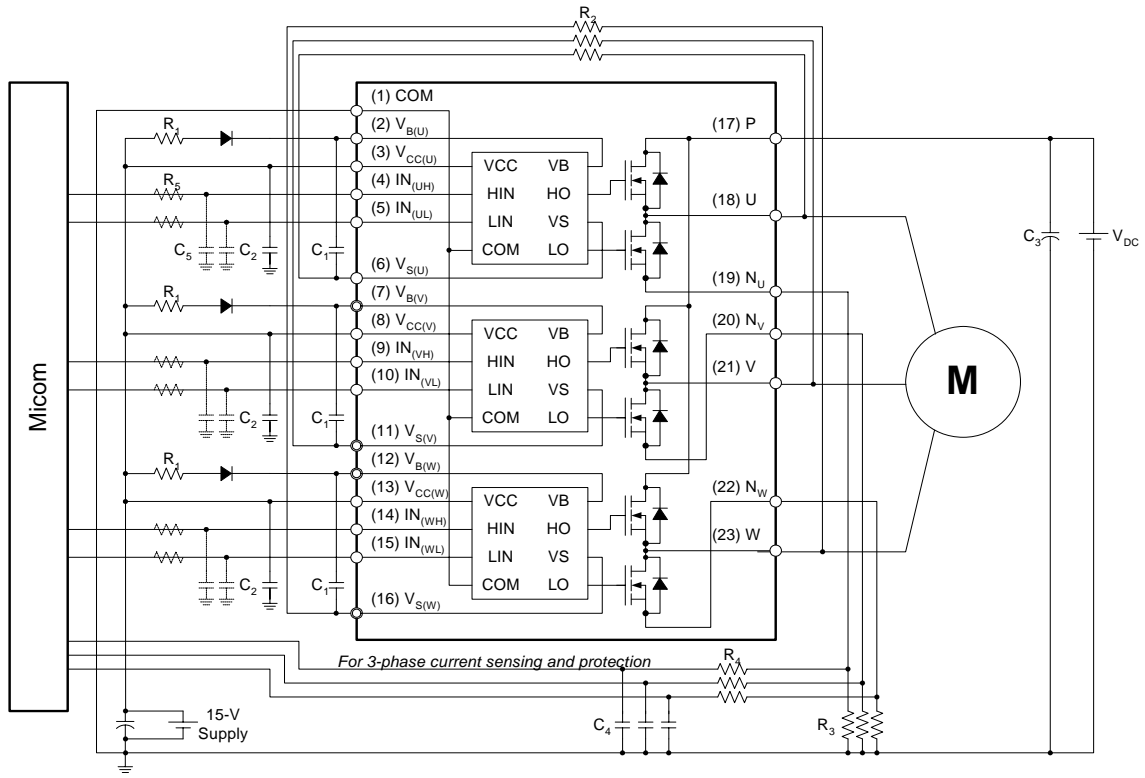 R2
(1) COM
R1
(2) VB(U)
(17) P
(3) VCC(U)
VCC VB
R5
(4) IN(UH)
HIN HO
(18) U
(5) IN(UL)
LIN VS
C5 C2 C1
COM LO
C3
VDC
(6) VS(U)
(19) NU
R1
(7) VB(V)
(20) NV
(8) VCC(V)
VCC VB
(9) IN(VH)
HIN HO
(21) V
M
Micom
(10) IN(VL)
LIN VS
C2 C1
COM LO
(11) VS(V)
R1
(12) VB(W)
(22) NW
(13) VCC(W)
VCC VB
(14) IN(WH)
HIN HO
(23) W
(15) IN(WL)
LIN VS
C2 C1
COM LO
(16) VS(W)
For 3-phase current sensing and protection
R4
15-V
Supply
C4
R3